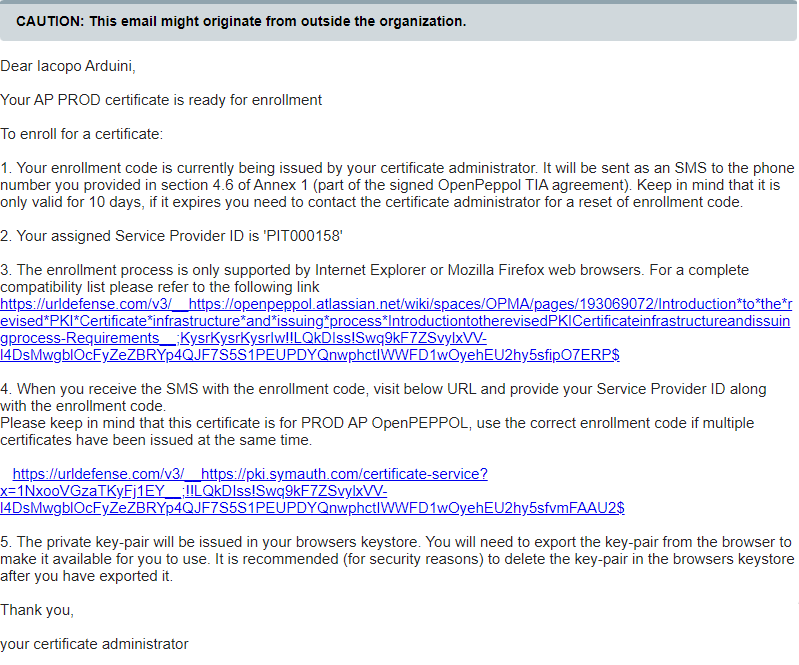 CAUTION: This email might originate from outside the organization.
Dear Iacopo Arduini,
Your AP PROD certificate is ready for enrollment
To enroll for a certificate:
1. Your enrollment code is currently being issued by your certificate administrator. It will be sent as an SMS to the phone
number you provided in section 4.6 of Annex 1 (part of the signed OpenPeppol TIA agreement). Keep in mind that it is
only valid for 10 days, if it expires you need to contact the certificate administrator for a reset of enrollment code.
2. Your assigned Service Provider ID is 'PIT000158'
3. The enrollment process is only supported by Internet Explorer or Mozilla Firefox web browsers. For a complete
compatibility list please refer to the following link
https://urldefense.com/v3/__https://openpeppol.atlassian.net/wiki/spaces/OPMA/pages/193069072/Introduction*to*the*r
evised*PKI*Certificate*infrastructure*and*issuing*process*IntroductiontotherevisedPKICertificateinfrastructureandissuin
gprocess-Requirements__;KysrKysrKysrIw!!LQkDIss!Swq9kF7ZSvylxVV-
l4DsMwgblOcFyZeZBRYp4QJF7S5S1PEUPDYQnwphctIWWFD1wOyehEU2hy5sfipO7ERP$
4. When you receive the SMS with the enrollment code, visit below URL and provide your Service Provider ID along
with the enrollment code.
Please keep in mind that this certificate is for PROD AP OpenPEPPOL, use the correct enrollment code if multiple
certificates have been issued at the same time.
https://urldefense.com/v3/__https://pki.symauth.com/certificate-service?
x=1NxooVGzaTKyFj1EY__;!!LQkDIss!Swq9kF7ZSvylxVV-
l4DsMwgblOcFyZeZBRYp4QJF7S5S1PEUPDYQnwphctIWWFD1wOyehEU2hy5sfvmFAAU2$
5. The private key-pair will be issued in your browsers keystore. You will need to export the key-pair from the browser to
make it available for you to use. It is recommended (for security reasons) to delete the key-pair in the browsers keystore
after you have exported it.
Thank you,
your certificate administrator